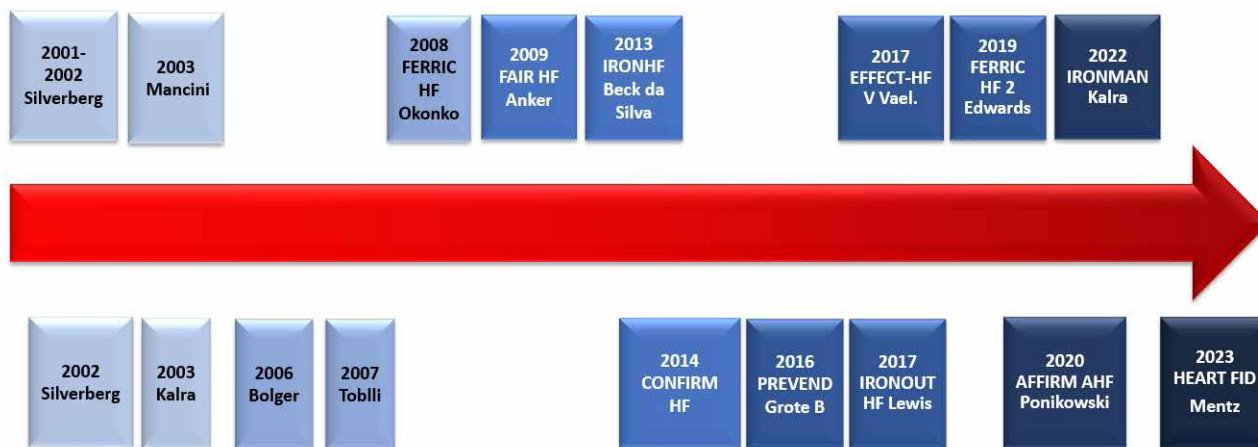 2001-
2002
Silverberg
2003
Mancini
2008
FERRIC
HF
Okonko
2009
FAIR HF
Anker
2013
IRONHF
Beck da
Silva
2017
EFFECT-HF
V Vael.
2019
FERRIC
HF 2
Edwards
2022
IRONMAN
Kalra
2002
Silverberg
2003
Kalra
2006
Bolger
2007
Toblli
2014
CONFIRM
HF
2016
PREVEND
Grote B
2017
IRONOUT
HF Lewis
2020
AFFIRM AHF
Ponikowski
2023
HEART FID
Mentz